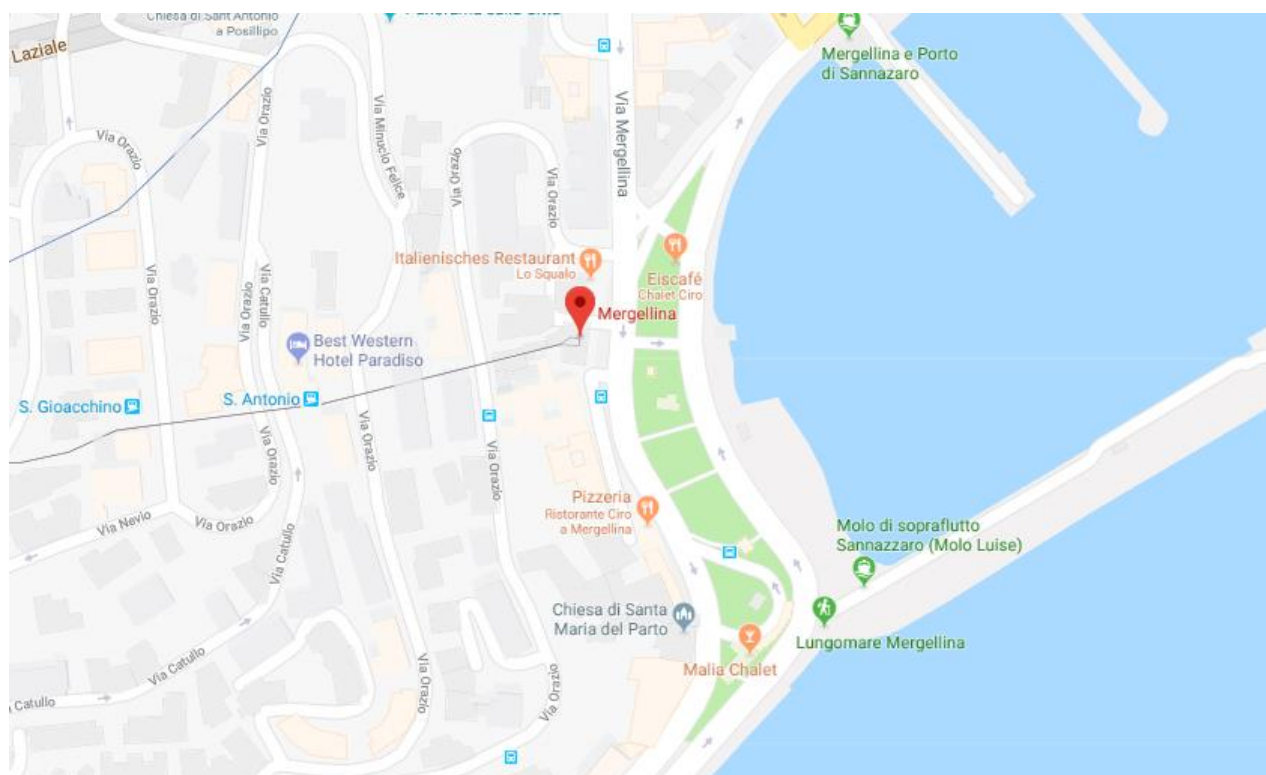 Chiesa di Sant'Antonio
a Posillipo
Laziale
Panorama sulla Città
Mergellina e Porto
di Sannazaro
Via Orazio
Via Orazio
Via Minucio Felice
Via Orazio
Via Orazio
Via Mergellina
Italienisches Restaurant
Lo Squalo
Eiscafé
Chalet Ciro
Mergellina
Via Orazio
Via Orazio
Via Catullo
Best Western
Hotel Paradiso
S. Gioacchino
S. Antonio
Via Orazio
Via Orazio
Via Orazio
Pizzeria
Ristorante Ciro
a Mergellina
Via Nevio
Via Orazio
Via Catullo
Molo di sopraflutto
Sannazzaro (Molo Luise)
Chiesa di Santa
Maria del Parto
Lungomare Mergellina
Malia Chalet
Via Catullo
Catullo
Via Orazio
Via Orazio